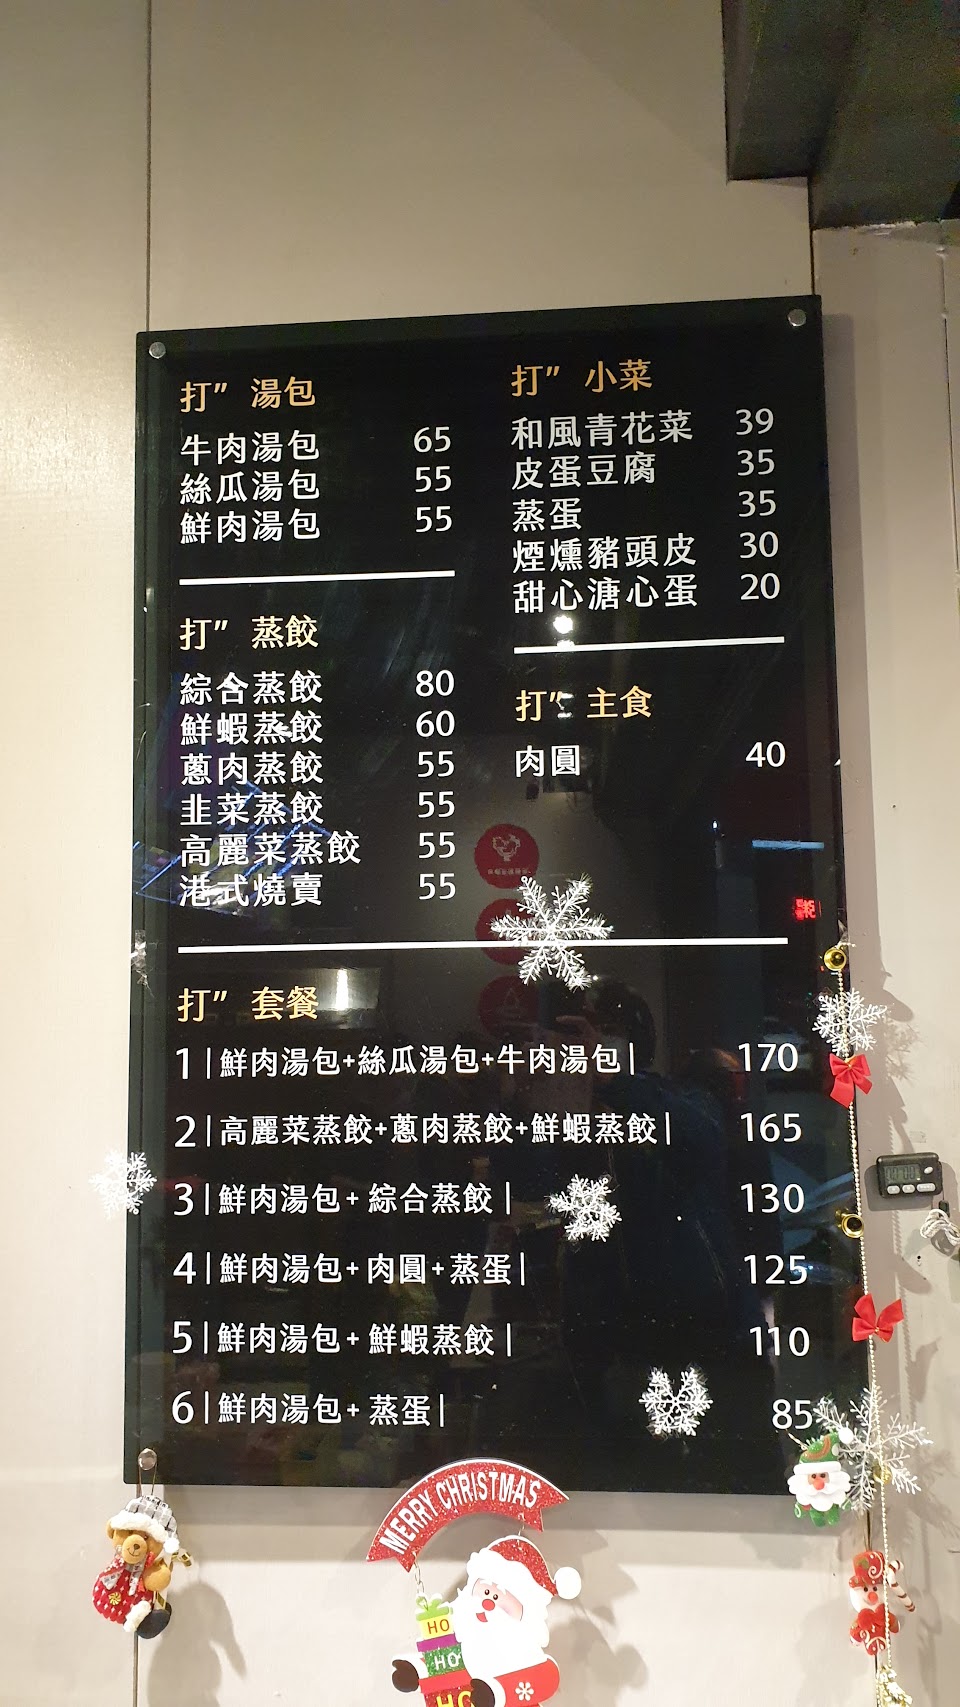 打" 湯包
牛肉湯包 65
絲瓜湯包 55
鮮肉湯包 55
打" 蒸餃
綜合蒸餃 80
鮮蝦蒸餃 60
蔥肉蒸餃 55
韭菜蒸餃 55
高麗菜蒸餃 55
港式燒賣 55
打" 小菜
和風青花菜 39
皮蛋豆腐 35
蒸蛋 35
煙燻豬頭皮 30
甜心溏心蛋 20
打" 主食
肉圓 40
打" 套餐
1|鮮肉湯包+絲瓜湯包+牛肉湯包| 170
2|高麗菜蒸餃+蔥肉蒸餃+鮮蝦蒸餃| 165
3|鮮肉湯包+綜合蒸餃| 130
4|鮮肉湯包+肉圓+蒸蛋| 125
5|鮮肉湯包+鮮蝦蒸餃| 110
6|鮮肉湯包+蒸蛋| 85
MERRY CHRISTMAS
HO
HO
HO